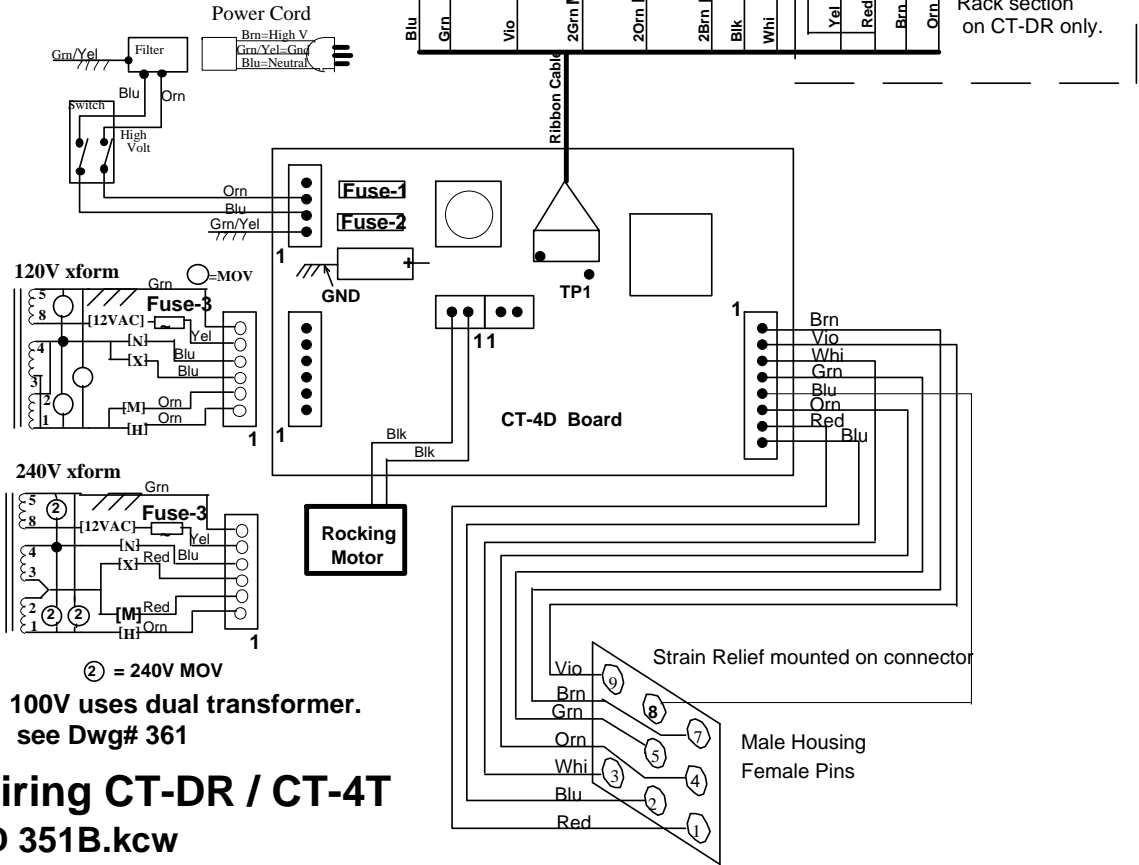 Power Cord
Brn=High V
Grn/Yel=Gnd
Blu=Neutral
Filter
Grn/Yel
Blu
Orn
Switch
High
Volt
Blu
Grn
Vio
2Grn
2Orn
2Brn
Blk
Whi
Yel
Red
Brn
Orn
Rack section
on CT-DR only.
Ribbon Cable
Orn
Blu
Grn/Yel
1
Fuse-1
Fuse-2
+
GND
TP1
11
1
1
CT-4D Board
Blk
Blk
Rocking
Motor
Brn
Vio
Whi
Grn
Blu
Orn
Red
Blu
120V xform
=MOV
Grn
Fuse-3
5
8
[12VAC]
~
Yel
4
[N]
Blu
[X]
Blu
3
2
[M]
Orn
1
[H]
Orn
1
240V xform
Grn
5
2
Fuse-3
8
[12VAC]
~
Yel
4
[N]
Blu
3
[X]
Red
2
2
2
[M]
Red
1
[H]
Orn
1
2 = 240V MOV
100V uses dual transformer.
see Dwg# 361
iring CT-DR / CT-4T
351B.kcw
Strain Relief mounted on connector
Vio
9
Brn
8
7
Grn
5
Orn
4
Whi
3
Blu
2
Red
1
Male Housing
Female Pins